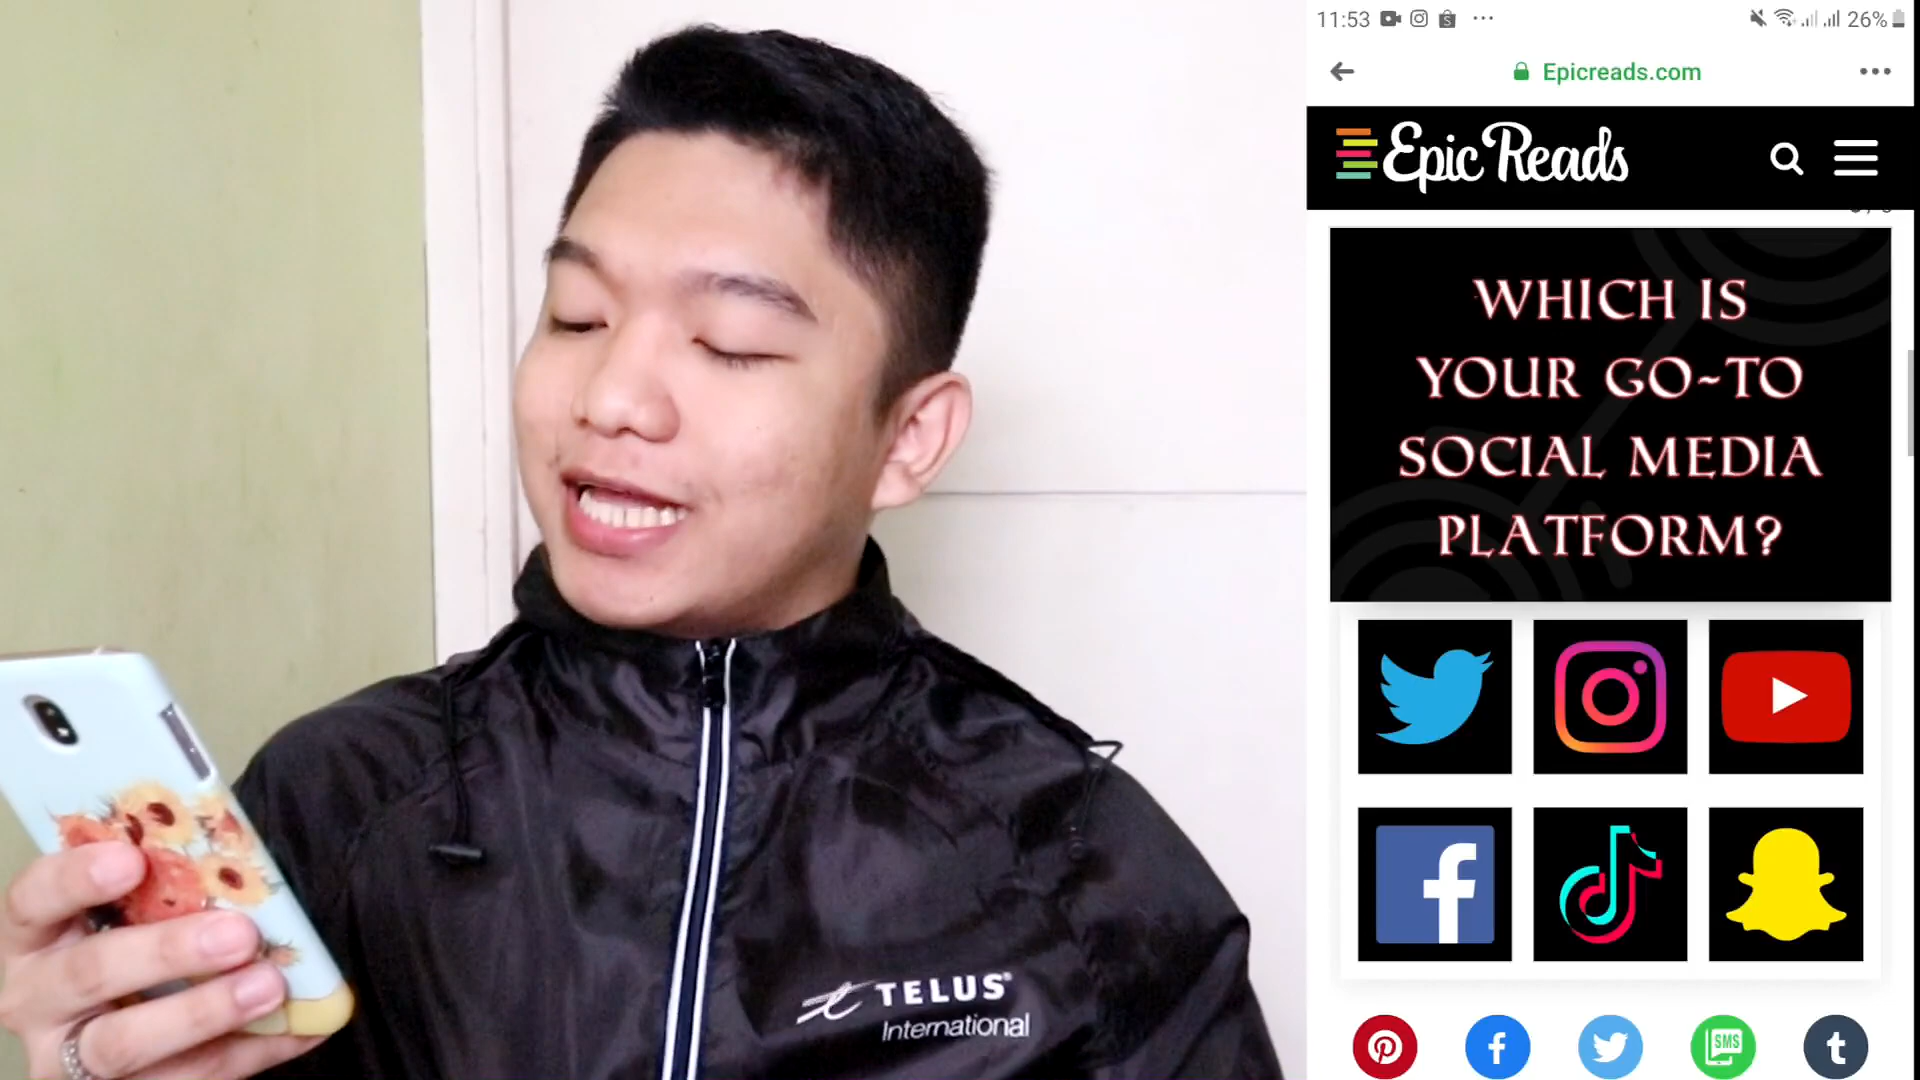 11:53
26%
Epicreads.com
Epic Reads
WHICH IS
YOUR GO-TO
SOCIAL MEDIA
PLATFORM?
f
TELUS®
International
f
SMS
t